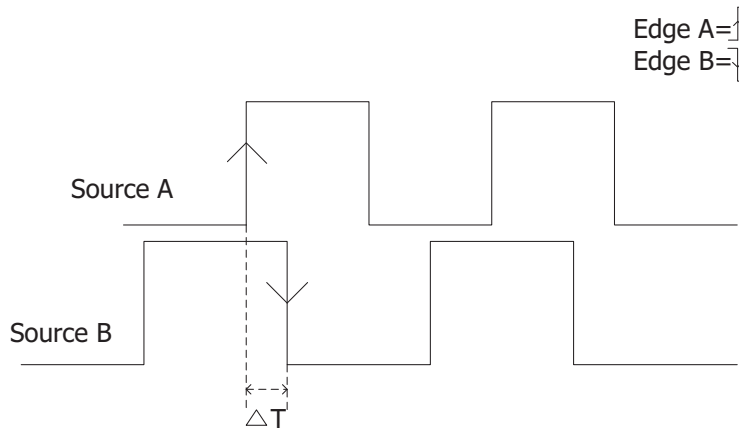 Edge A=
Edge B=
Source A
Source B
△T